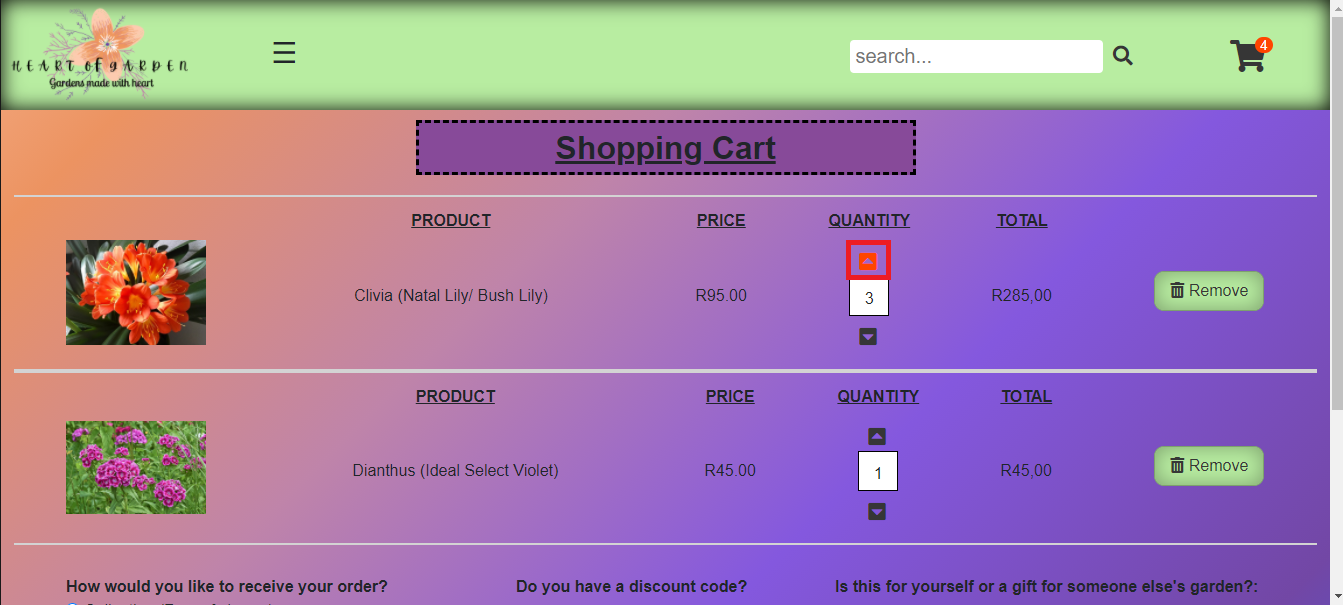 HEART OF GARDEN
Gardens made with heart
search...
4
Shopping Cart
PRODUCT PRICE QUANTITY TOTAL
Clivia (Natal Lily/ Bush Lily) R95.00 3 R285,00 Remove
PRODUCT PRICE QUANTITY TOTAL
Dianthus (Ideal Select Violet) R45.00 1 R45,00 Remove
How would you like to receive your order? Do you have a discount code? Is this for yourself or a gift for someone else's garden?: